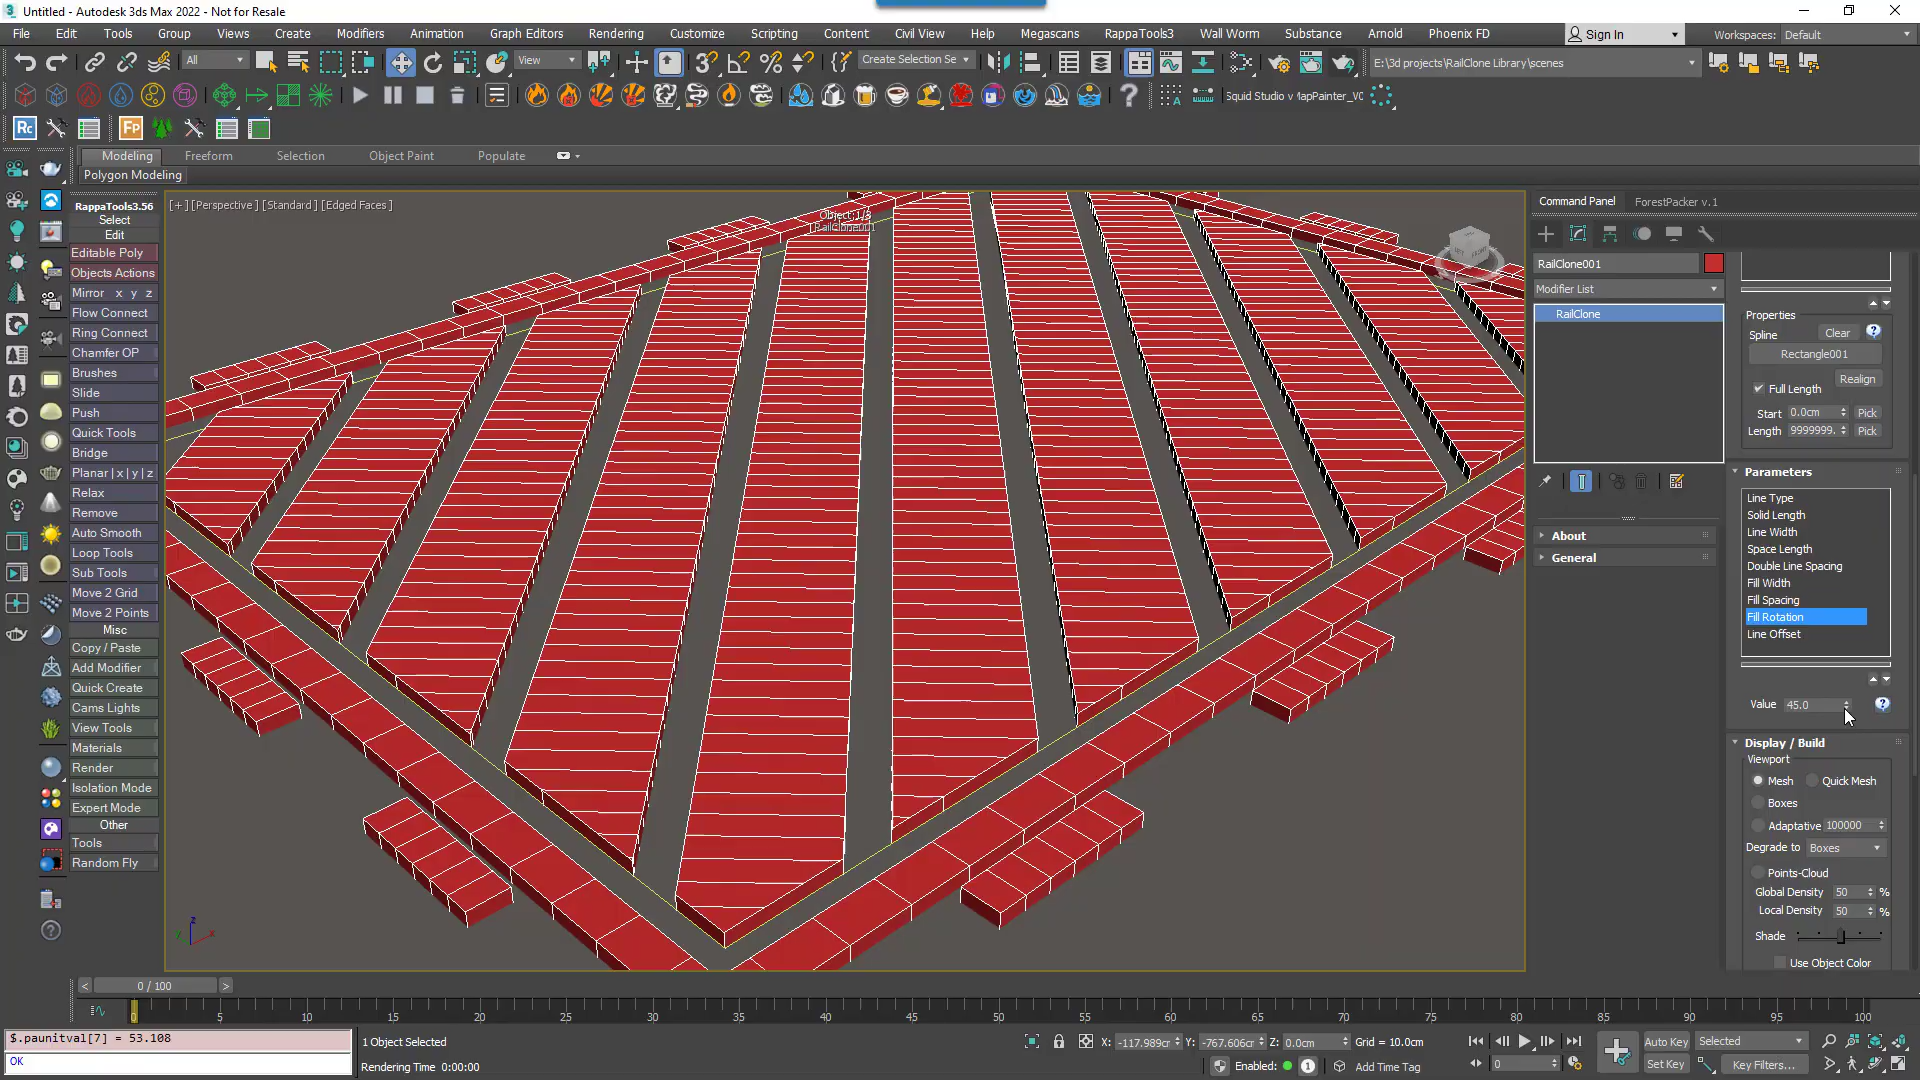 Untitled - Autodesk 3ds Max 2022 - Not for Resale
File Edit Tools Group Views Create Modifiers Animation Graph Editors Rendering Customize Scripting Content Civil View Help Megascans RappaTools3 Wall Worm Substance Arnold Phoenix FD Sign In Workspaces: Default
All View Create Selection Se E:\3d projects\RailClone Library\scenes
Squid Studio v
Rc Fp
Modeling Freeform Selection Object Paint Populate
Polygon Modeling
RappaTools3.56
Select
Edit
Editable Poly
Objects Actions
Mirror x y z
Flow Connect
Ring Connect
Chamfer OP
Brushes
Slide
Push
Quick Tools
Bridge
Planar | x | y | z
Relax
Remove
Auto Smooth
Loop Tools
Sub Tools
Move 2 Grid
Move 2 Points
Misc
Copy / Paste
Add Modifier
Quick Create
Cams Lights
View Tools
Materials
Render
Isolation Mode
Expert Mode
Other
Tools
Random Fly
[+] [Perspective ] [Standard ] [Edged Faces ]
RailClone001
z
y x
Command Panel ForestPacker v.1
RailClone001
Modifier List
RailClone
About
General
Properties
Spline Clear
Rectangle001
Realign
Full Length
Start 0.0cm Pick
Length 9999999. Pick
Parameters
Line Type
Solid Length
Line Width
Space Length
Double Line Spacing
Fill Width
Fill Spacing
Fill Rotation
Line Offset
Value 45.0
Display / Build
Viewport
Mesh Quick Mesh
Boxes
Adaptative 100000
Degrade to Boxes
Points-Cloud
Global Density 50 %
Local Density 50 %
Shade
Use Object Color
< 0 / 100 >
0 5 10 15 20 25 30 35 40 45 50 55 60 65 70 75 80 85 90 95 100
$.paunitval[7] = 53.108
OK
1 Object Selected
Rendering Time 0:00:00
X: -117.989cm Y: -767.606cm Z: 0.0cm Grid = 10.0cm
Enabled: 1 Add Time Tag
0
Auto Key Selected
Set Key Key Filters...